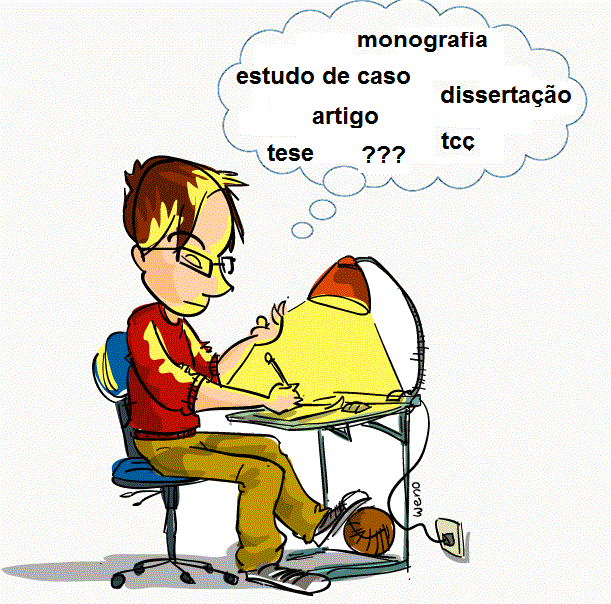 monografia
estudo de caso
dissertação
artigo
tcc
tese
???
weno